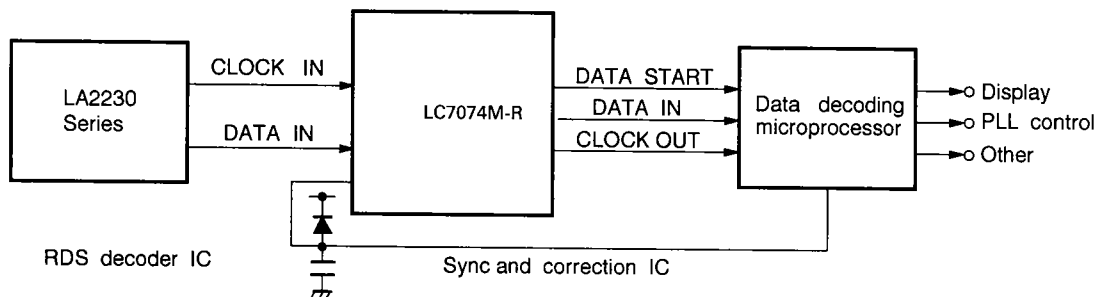 LA2230
Series
CLOCK IN
DATA IN
LC7074M-R
DATA START
DATA IN
CLOCK OUT
Data decoding
microprocessor
Display
PLL control
Other
RDS decoder IC
Sync and correction IC